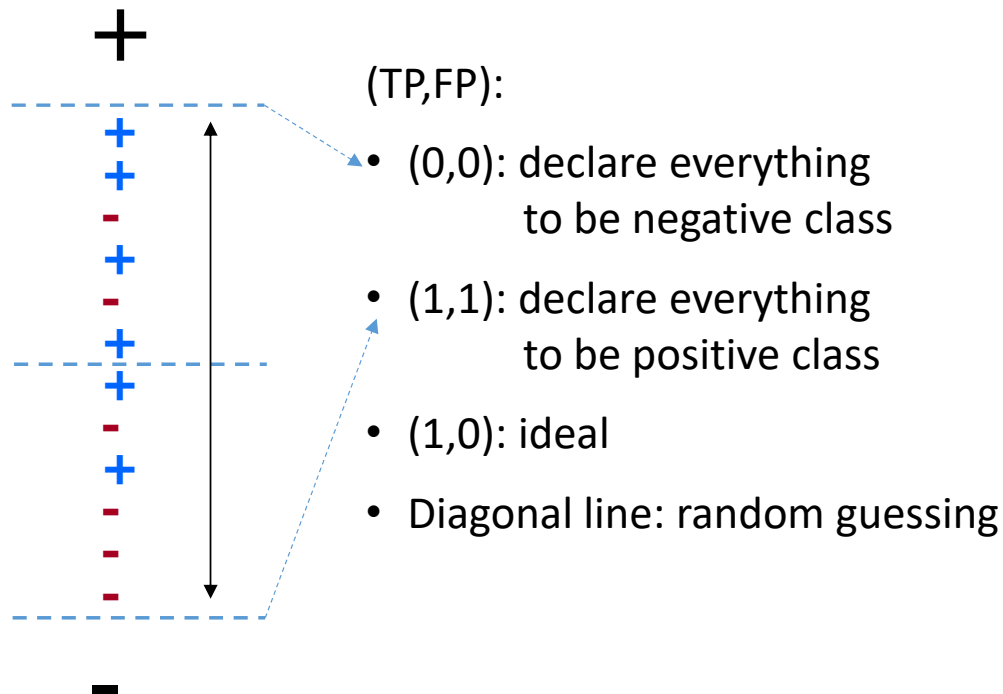 +
(TP,FP):
+
+
• (0,0): declare everything
-
to be negative class
+
-
• (1,1): declare everything
+
to be positive class
+
-
• (1,0): ideal
+
-
• Diagonal line: random guessing
-
-
-